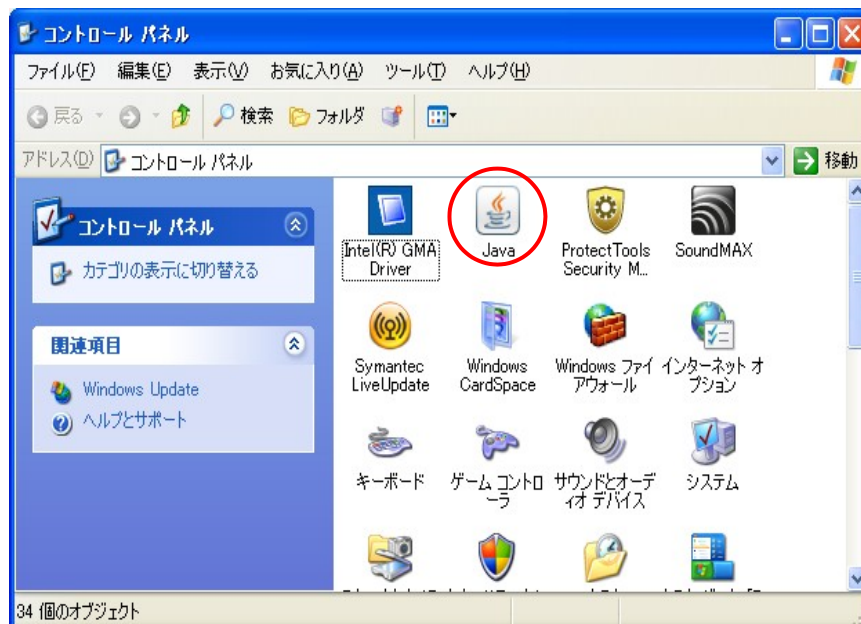 コントロール パネル
ファイル(F) 編集(E) 表示(V) お気に入り(A) ツール(T) ヘルプ(H)
戻る 検索 フォルダ
アドレス(D) コントロール パネル 移動
コントロール パネル
カテゴリの表示に切り替える
関連項目
Windows Update
ヘルプとサポート
Intel(R) GMA
Driver
Java
ProtectTools
Security M...
SoundMAX
Symantec
LiveUpdate
Windows
CardSpace
Windows ファイ
アウォール
インターネット オ
プション
キーボード
ゲーム コントロ
ーラ
サウンドとオーデ
ィオ デバイス
システム
34 個のオブジェクト